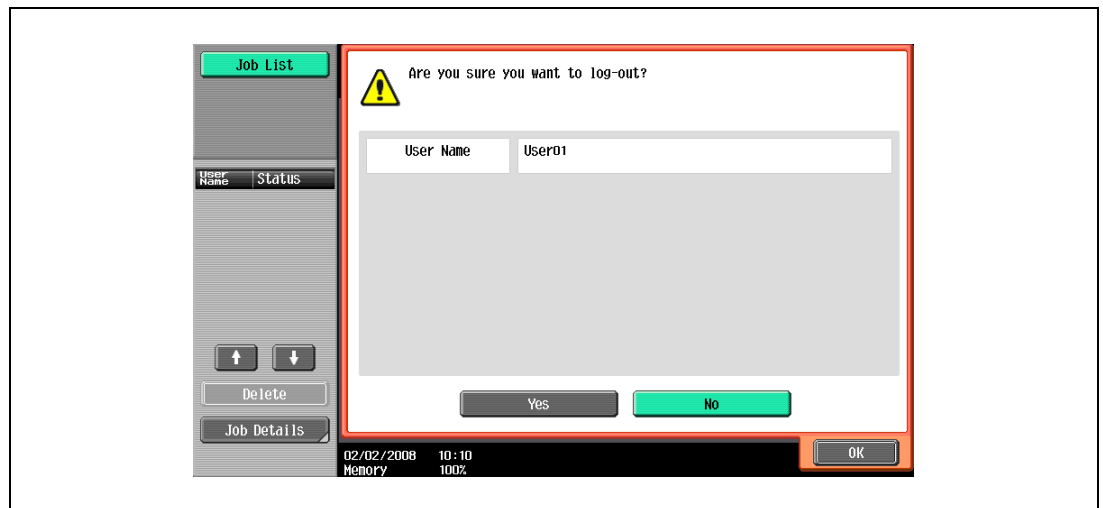 Job List
Are you sure you want to log-out?
User Name User01
User Name Status
Delete
Job Details
Yes No
OK
02/02/2008 10:10
Memory 100%